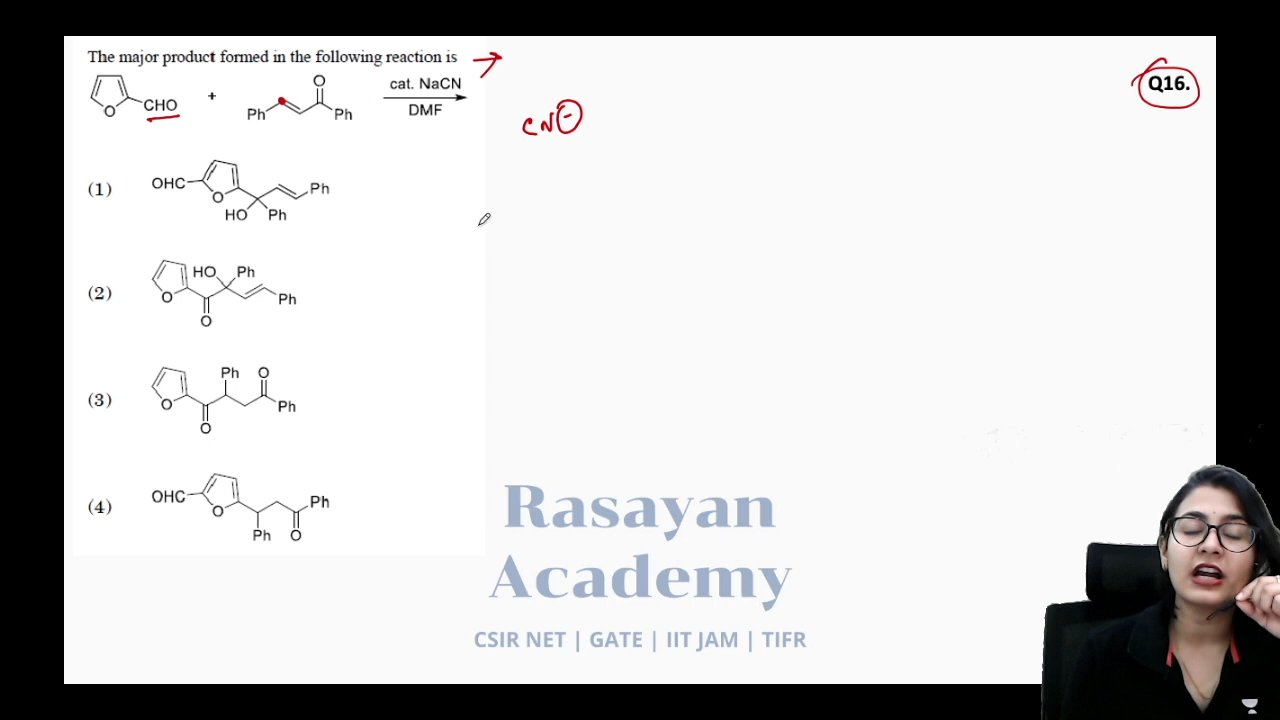 The major product formed in the following reaction is
Q16.
CHO
+
O
O
Ph
Ph
cat. NaCN
DMF
CN⊖
(1)
OHC
O
HO
Ph
Ph
(2)
HO
Ph
O
O
Ph
(3)
Ph
O
O
O
Ph
(4)
OHC
O
Ph
Ph
O
Rasayan
Academy
CSIR NET | GATE | IIT JAM | TIFR